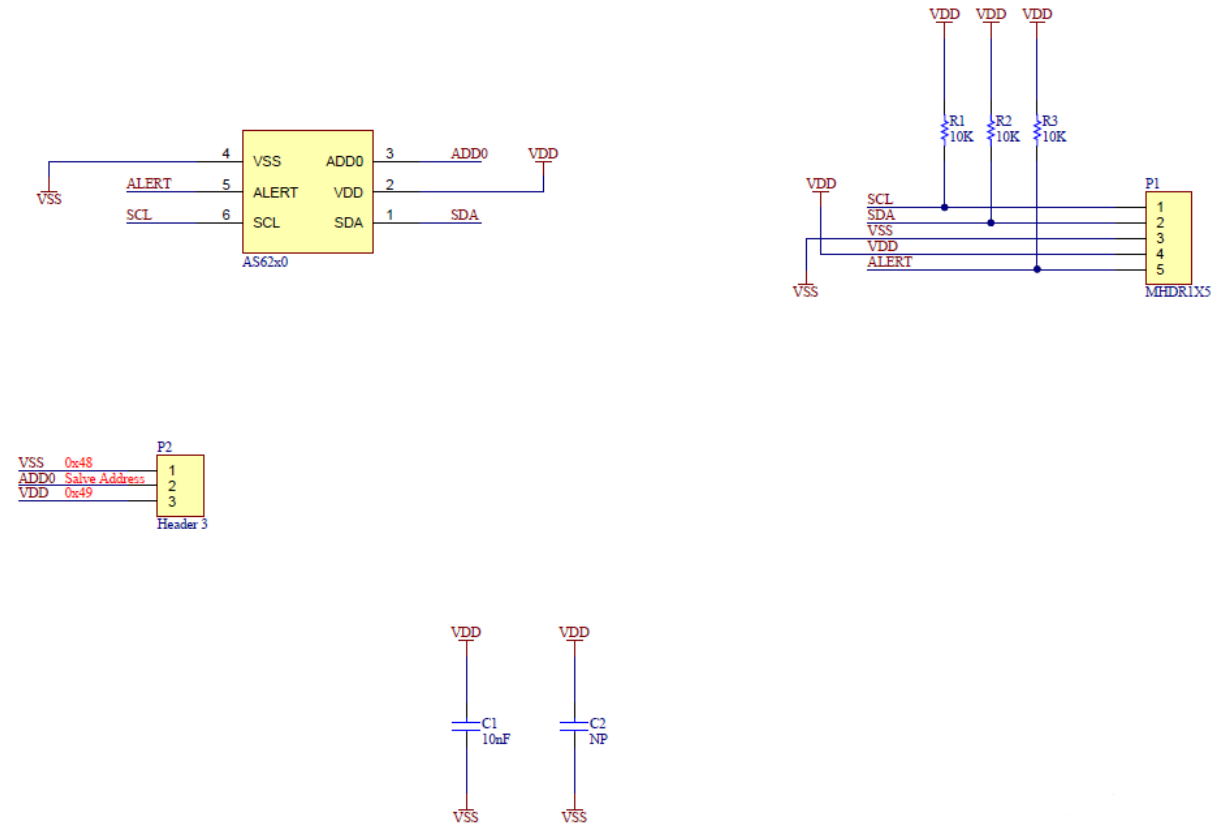 VDD VDD VDD
R1 R2 R3
10K 10K 10K
4 VSS ADD0 3 ADD0 VDD
VSS
ALERT 5 ALERT VDD 2
SCL 6 SCL SDA 1 SDA
AS62x0
VDD P1
SCL 1
SDA 2
VSS 3
VDD 4
ALERT 5
VSS MHDR1X5
P2
VSS 0x48 1
ADD0 Salve Address 2
VDD 0x49 3
Header 3
VDD VDD
C1 C2
10nF NP
VSS VSS